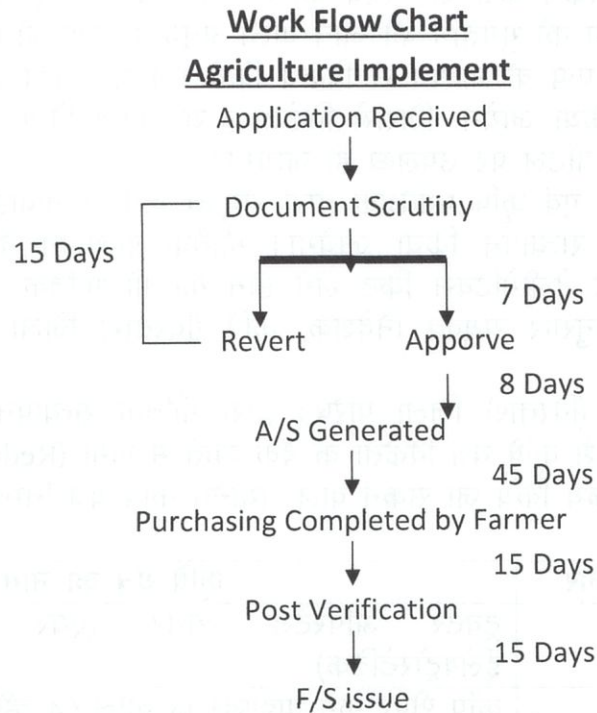 Work Flow Chart
Agriculture Implement
Application Received
Document Scrutiny
15 Days
7 Days
Revert
Apporve
8 Days
A/S Generated
45 Days
Purchasing Completed by Farmer
15 Days
Post Verification
15 Days
F/S issue